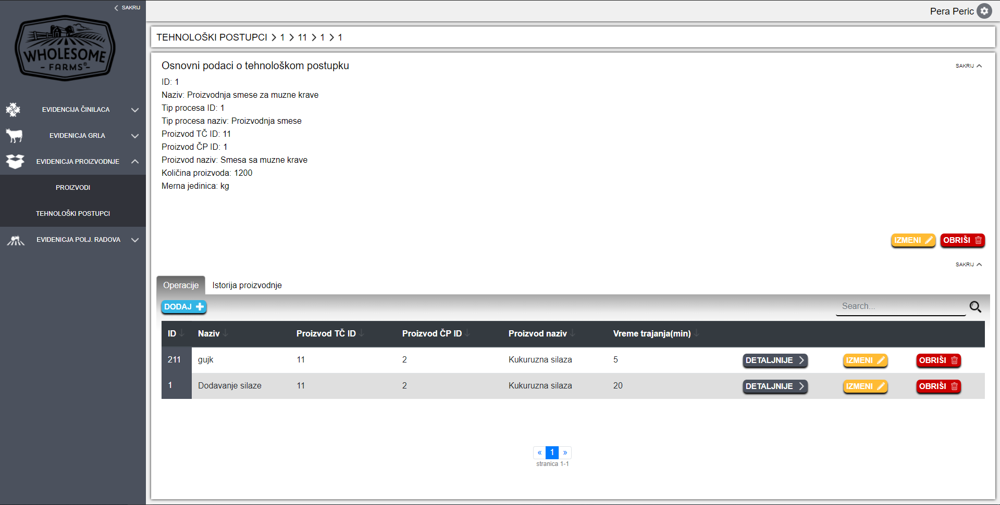 SAKRIJ
Pera Peric
WHOLESOME
- FARMS® -
TEHNOLOŠKI POSTUPCI > 1 > 11 > 1 > 1
Osnovni podaci o tehnološkom postupku
SAKRIJ
ID: 1
Naziv: Proizvodnja smese za muzne krave
Tip procesa ID: 1
Tip procesa naziv: Proizvodnja smese
Proizvod TČ ID: 11
Proizvod ČP ID: 1
Proizvod naziv: Smesa sa muzne krave
Količina proizvoda: 1200
Merna jedinica: kg
EVIDENCIJA ČINILACA
EVIDENICJA GRLA
EVIDENICJA PROIZVODNJE
PROIZVODI
TEHNOLOŠKI POSTUPCI
EVIDENICJA POLJ. RADOVA
IZMENI OBRIŠI
SAKRIJ
Operacije Istorija proizvodnje
DODAJ Search...
ID Naziv Proizvod TČ ID Proizvod ČP ID Proizvod naziv Vreme trajanja(min)
211 gujk 11 2 Kukuruzna silaza 5 DETALJNIJE IZMENI OBRIŠI
1 Dodavanje silaze 11 2 Kukuruzna silaza 20 DETALJNIJE IZMENI OBRIŠI
« 1 »
stranica 1-1